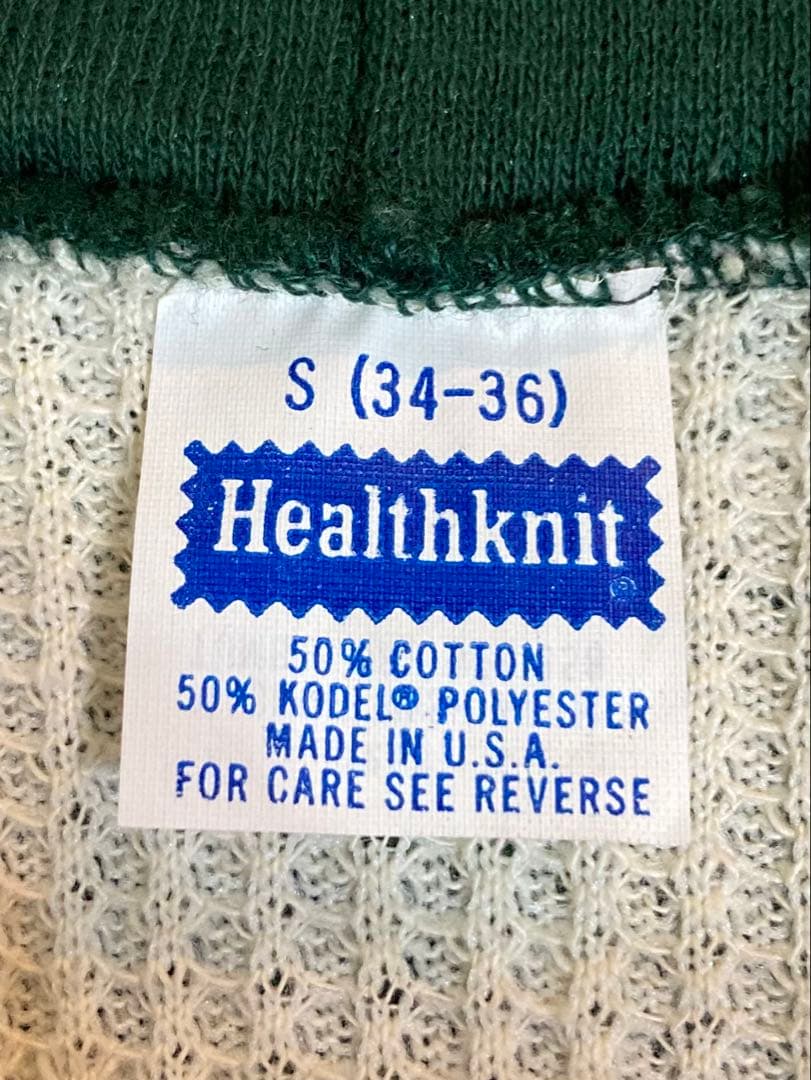 S (34-36)
Healthknit®
50% COTTON
50% KODEL® POLYESTER
MADE IN U.S.A.
FOR CARE SEE REVERSE